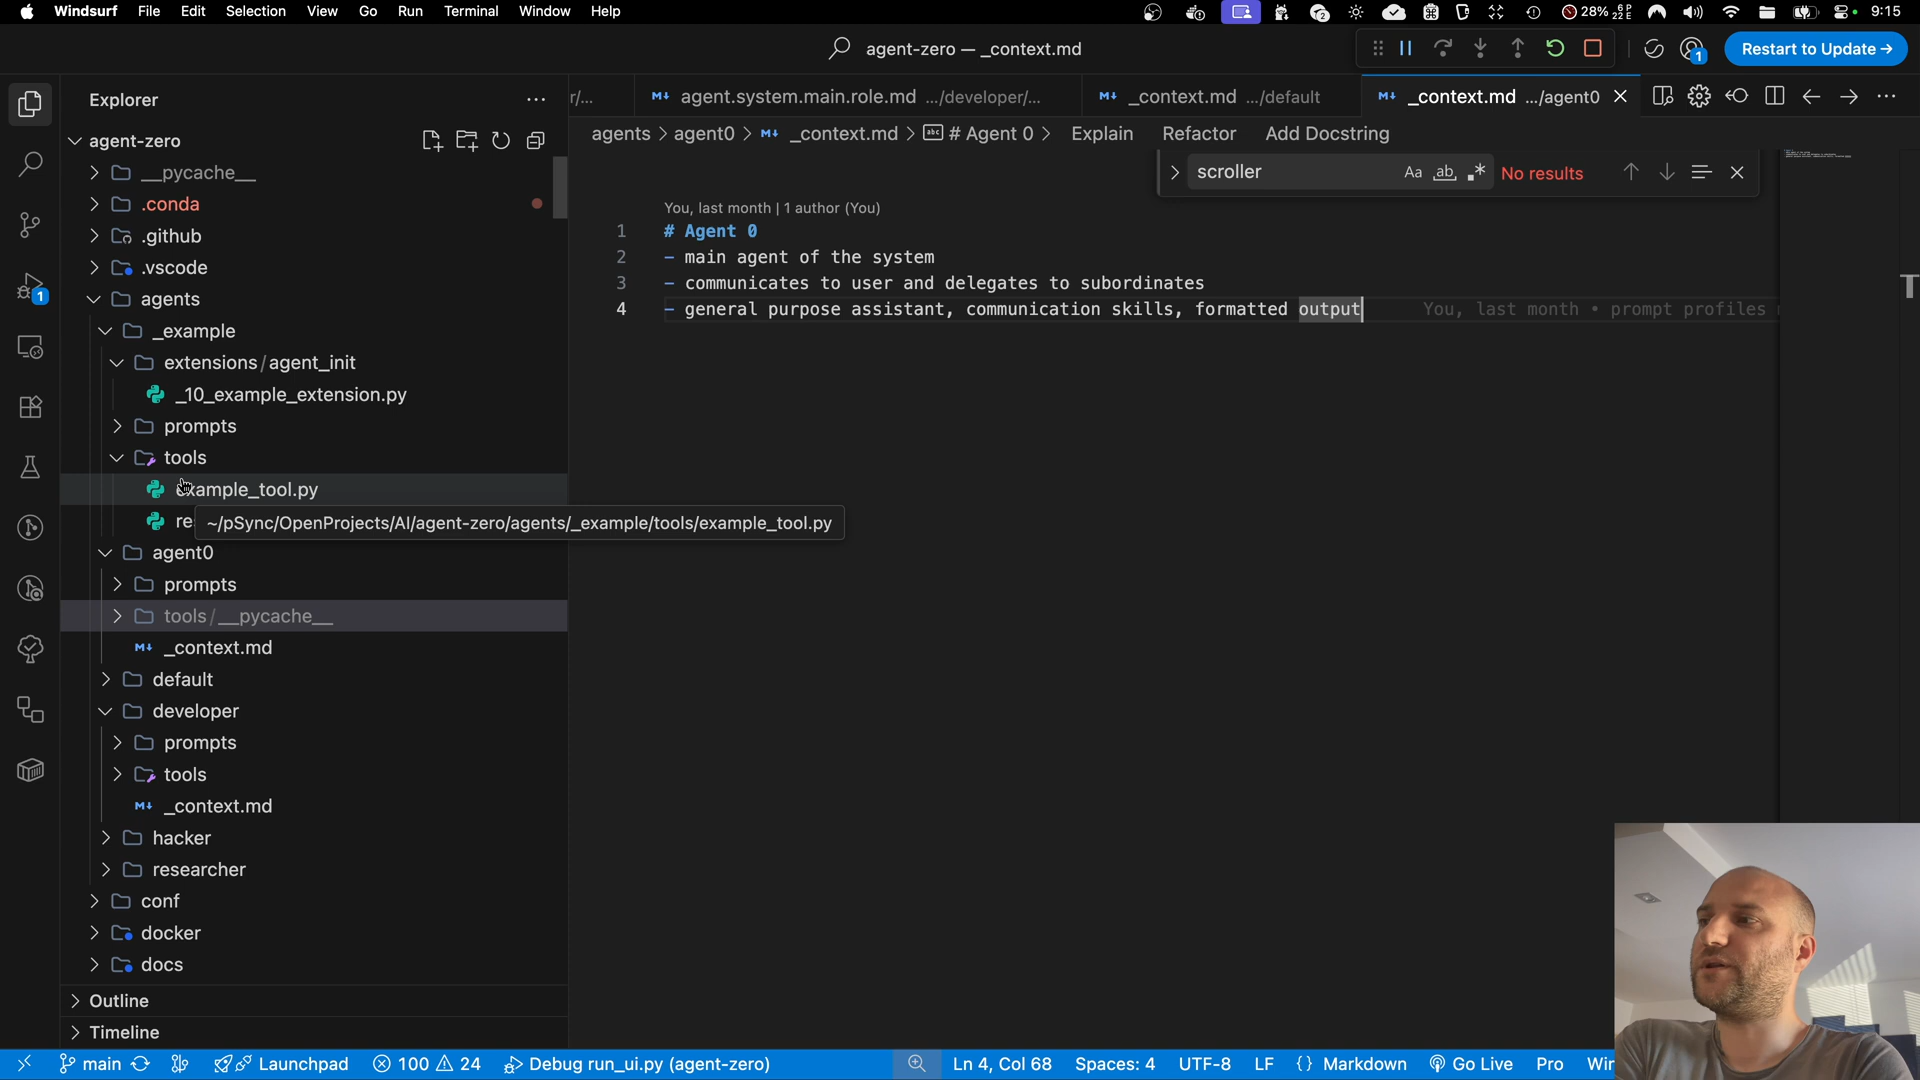 Windsurf File Edit Selection View Go Run Terminal Window Help 28% 9:15
agent-zero — _context.md
1
Restart to Update →
Explorer
r/...
agent.system.main.role.md .../developer/...
_context.md .../default
_context.md .../agent0
agents > agent0 > _context.md > # Agent 0 > Explain Refactor Add Docstring
scroller Aa ab No results
agent-zero
__pycache__
.conda
.github
.vscode
agents
_example
extensions / agent_init
_10_example_extension.py
prompts
tools
example_tool.py
re
~/pSync/OpenProjects/AI/agent-zero/agents/_example/tools/example_tool.py
agent0
prompts
tools / __pycache__
_context.md
default
developer
prompts
tools
_context.md
hacker
researcher
conf
docker
docs
Outline
Timeline
1
You, last month | 1 author (You)
1 # Agent 0
2 - main agent of the system
3 - communicates to user and delegates to subordinates
4 - general purpose assistant, communication skills, formatted output You, last month • prompt profiles
main Launchpad 100 24 Debug run_ui.py (agent-zero) Ln 4, Col 68 Spaces: 4 UTF-8 LF {} Markdown Go Live Pro Win